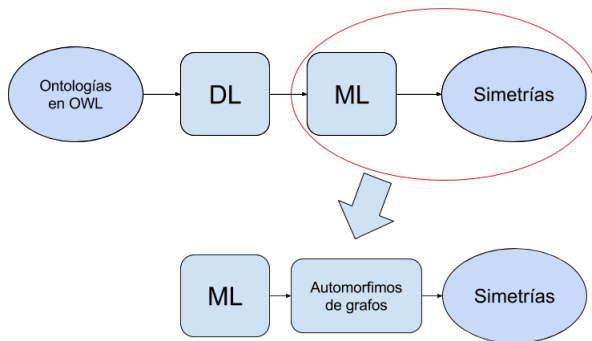 Ontologías
en OWL
DL
ML
Simetrías
ML
Automorfimos
de grafos
Simetrías